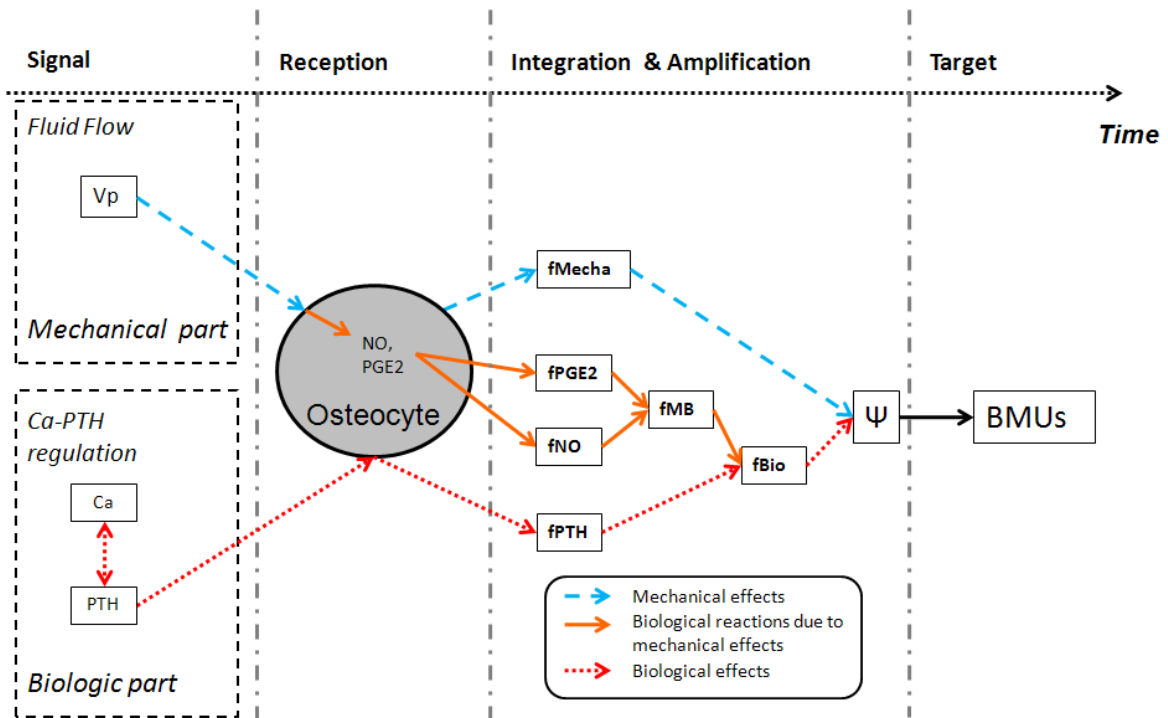 Signal
Reception
Integration & Amplification
Target
Time
Fluid Flow
Vp
Mechanical part
fMecha
NO,
PGE2
Osteocyte
fPGE2
fMB
fNO
Ψ
BMUs
fBio
fPTH
Ca-PTH
regulation
Ca
PTH
Biologic part
Mechanical effects
Biological reactions due to
mechanical effects
Biological effects